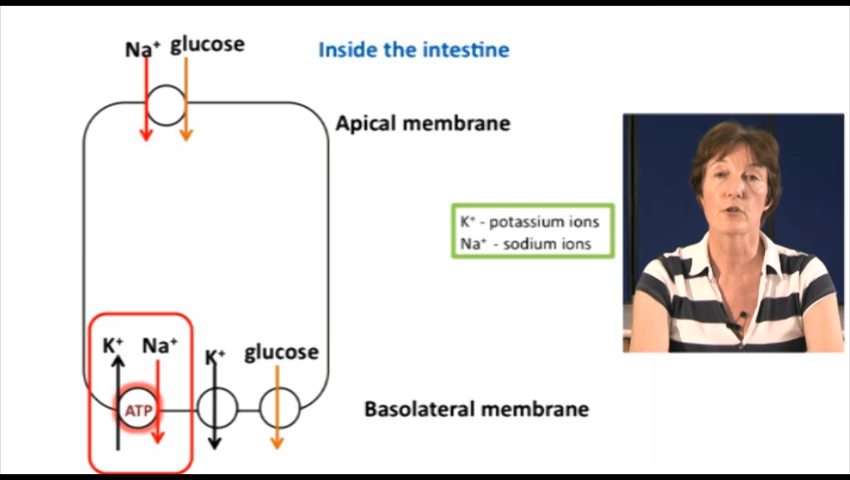 Na⁺ glucose
Inside the intestine
Apical membrane
K⁺ - potassium ions
Na⁺ - sodium ions
K⁺ Na⁺ K⁺ glucose
ATP
Basolateral membrane